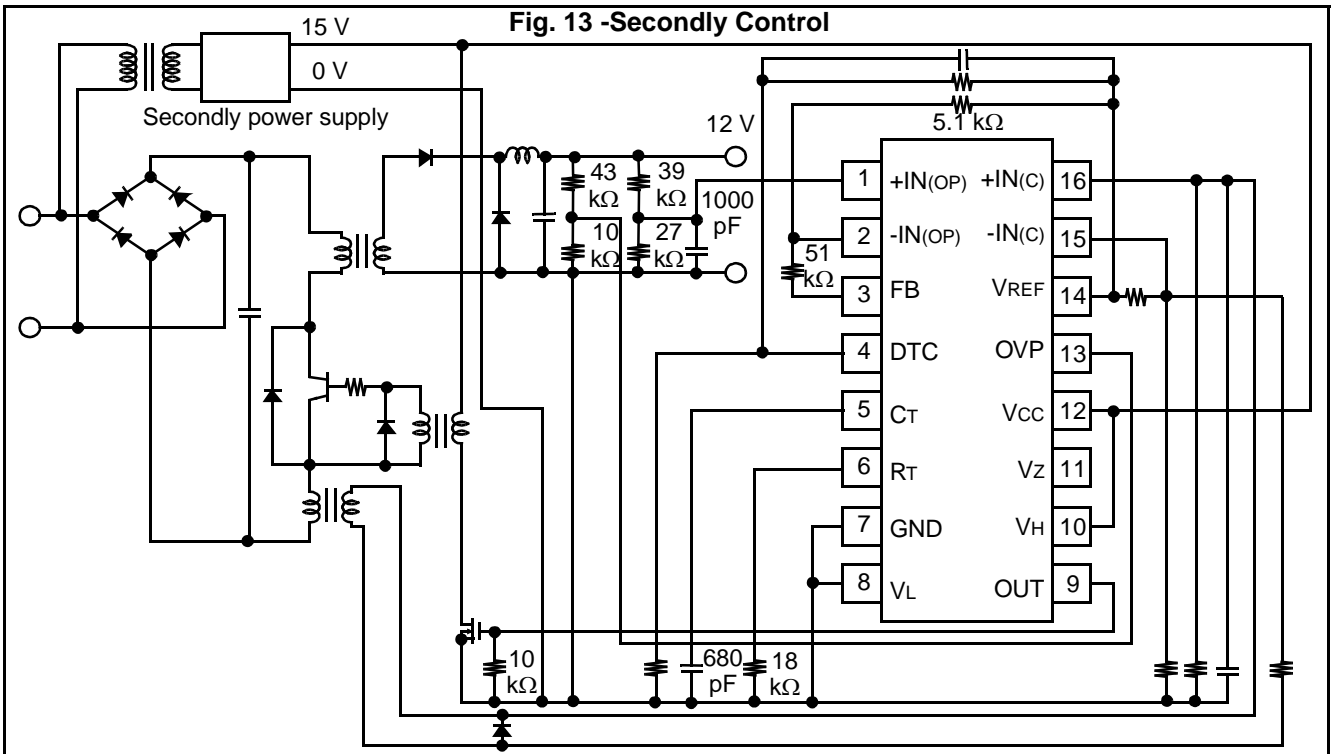 Fig. 13 -Secondly Control
15 V
0 V
Secondly power supply
12 V
5.1 kΩ
43 kΩ
39 kΩ
1000 pF
10 kΩ
27 kΩ
51 kΩ
1 +IN(OP)
+IN(C) 16
2 -IN(OP)
-IN(C) 15
3 FB
VREF 14
4 DTC
OVP 13
5 CT
VCC 12
6 RT
VZ 11
7 GND
VH 10
8 VL
OUT 9
10 kΩ
680 pF
18 kΩ